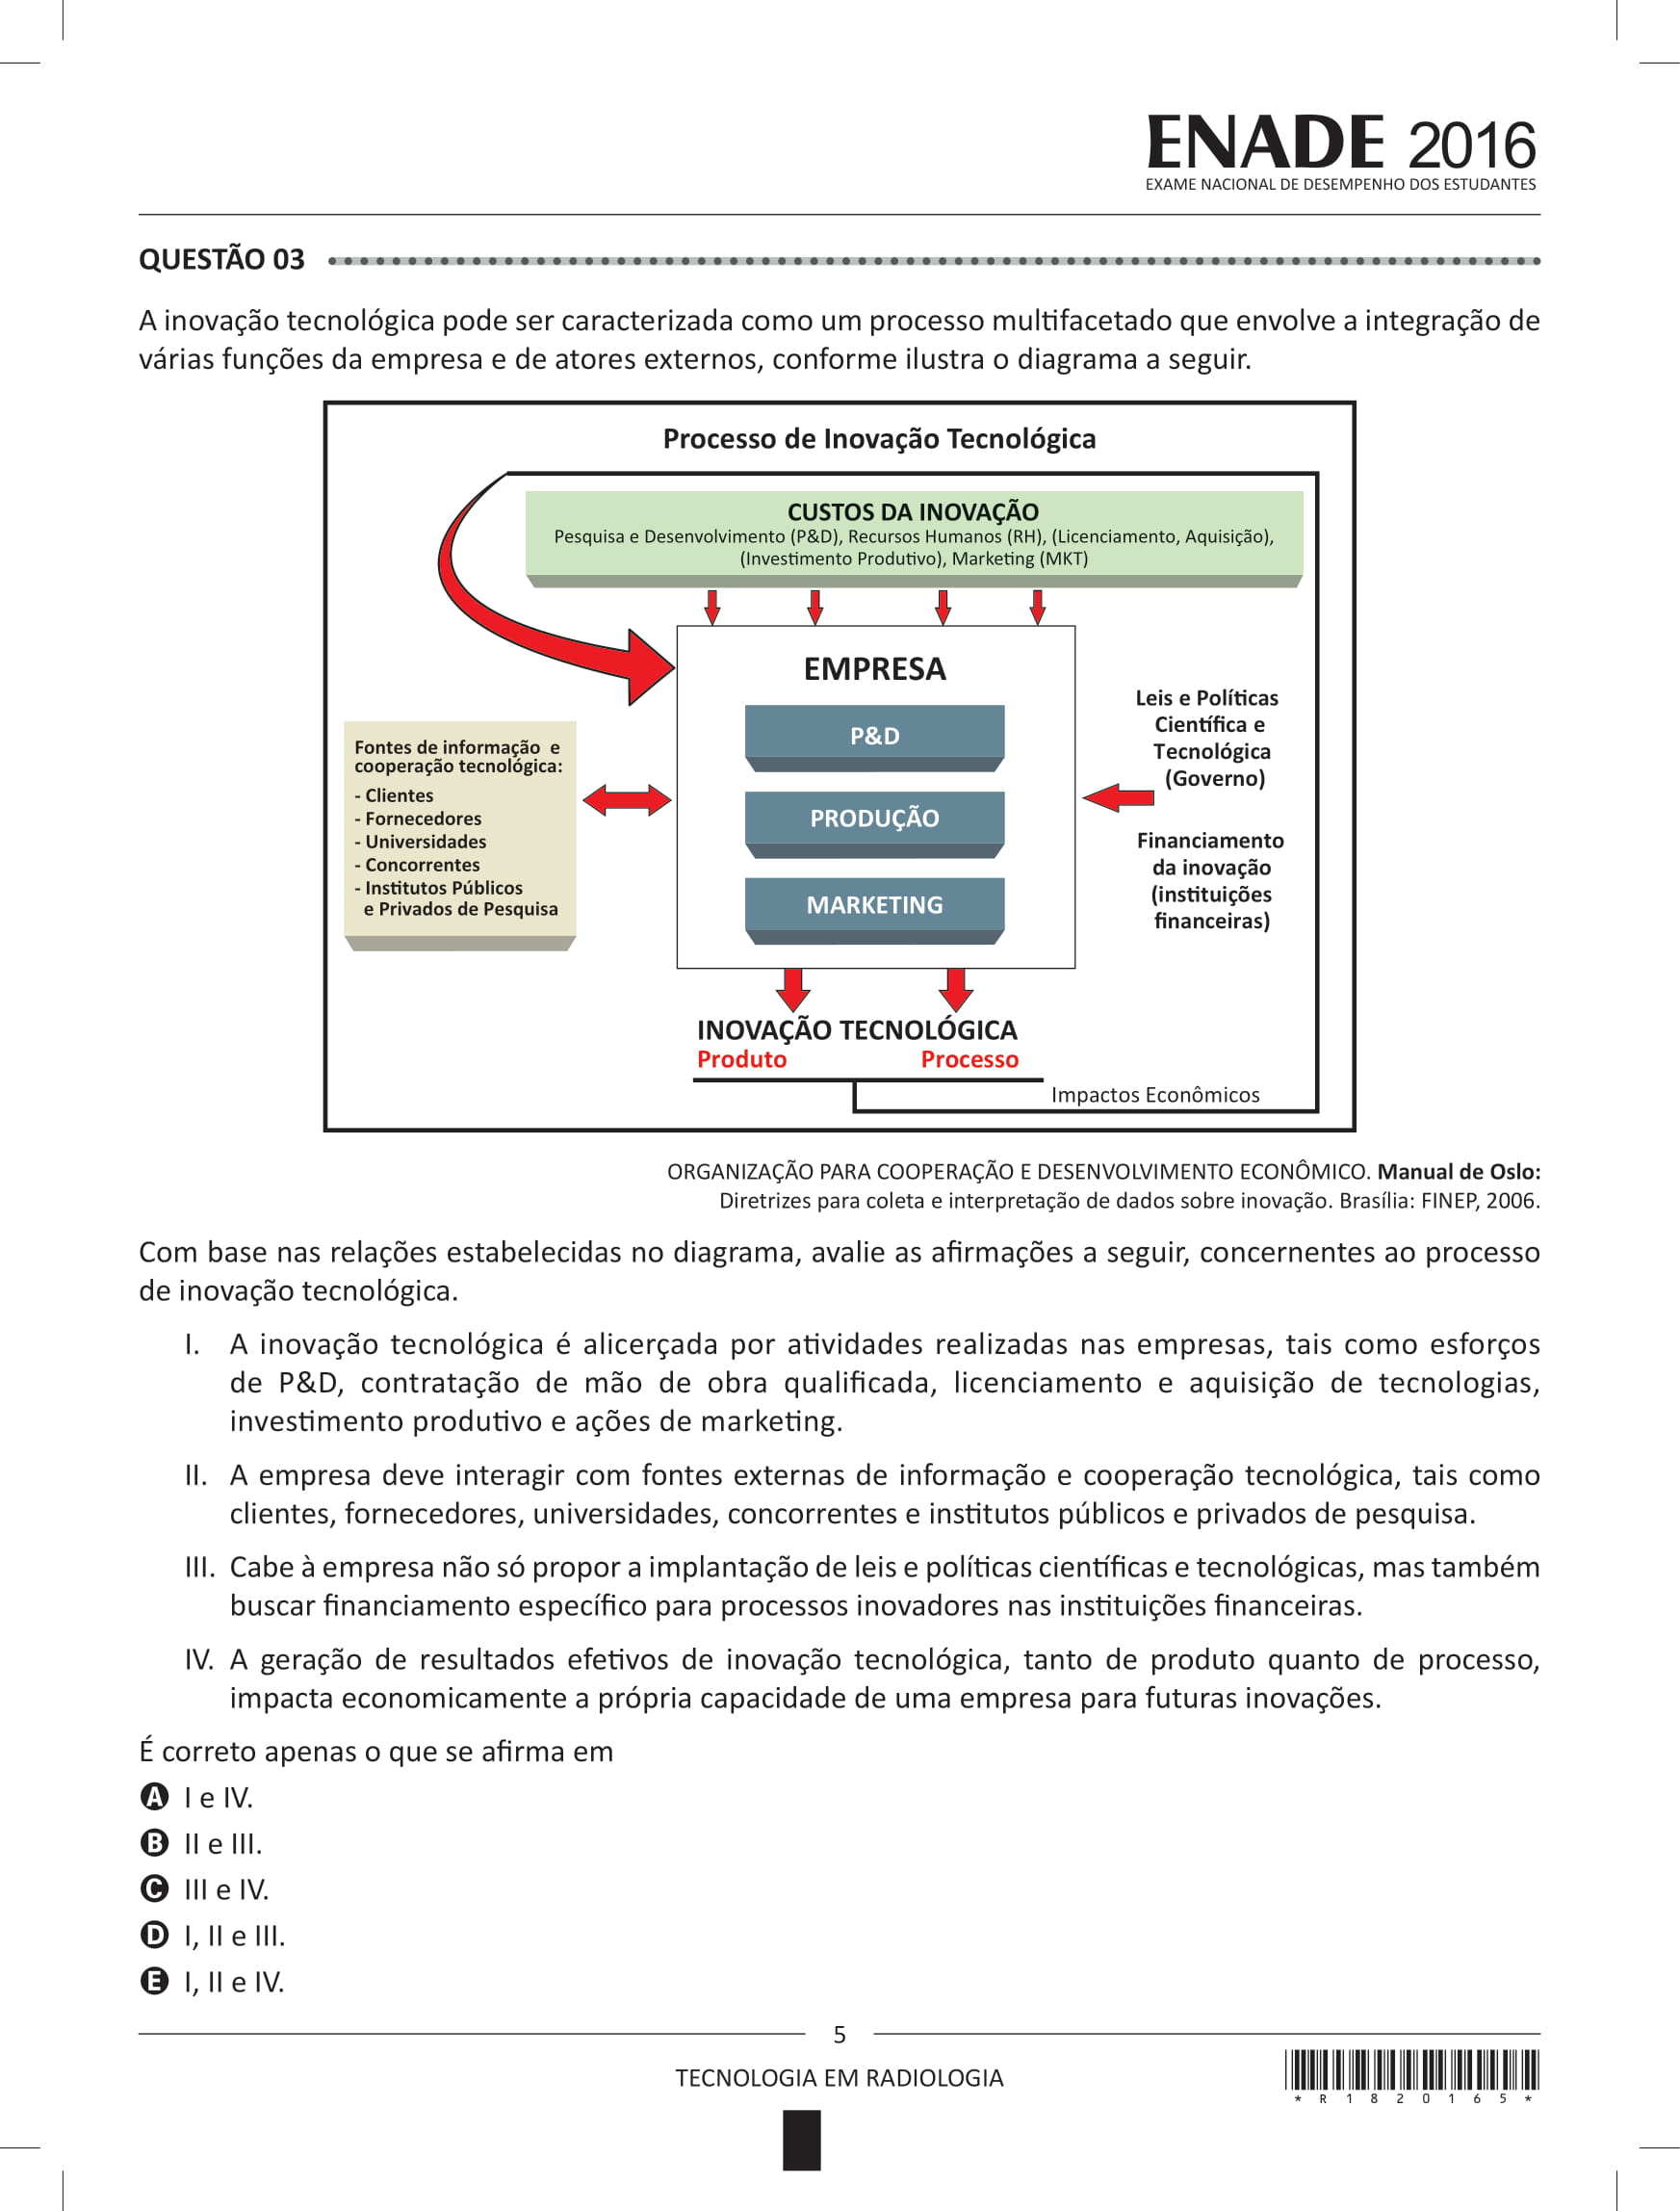 ENADE 2016
EXAME NACIONAL DE DESEMPENHO DOS ESTUDANTES
QUESTÃO 03
A inovação tecnológica pode ser caracterizada como um processo multifacetado que envolve a integração de
várias funções da empresa e de atores externos, conforme ilustra o diagrama a seguir.
Processo de Inovação Tecnológica
CUSTOS DA INOVAÇÃO
Pesquisa e Desenvolvimento (P&D), Recursos Humanos (RH), (Licenciamento, Aquisição),
(Investimento Produtivo), Marketing (MKT)
EMPRESA
P&D
PRODUÇÃO
MARKETING
Fontes de informação e
cooperação tecnológica:
- Clientes
- Fornecedores
- Universidades
- Concorrentes
- Institutos Públicos
e Privados de Pesquisa
Leis e Políticas
Científica e
Tecnológica
(Governo)
Financiamento
da inovação
(instituições
financeiras)
INOVAÇÃO TECNOLÓGICA
Produto Processo
Impactos Econômicos
ORGANIZAÇÃO PARA COOPERAÇÃO E DESENVOLVIMENTO ECONÔMICO. Manual de Oslo:
Diretrizes para coleta e interpretação de dados sobre inovação. Brasília: FINEP, 2006.
Com base nas relações estabelecidas no diagrama, avalie as afirmações a seguir, concernentes ao processo
de inovação tecnológica.
I. A inovação tecnológica é alicerçada por atividades realizadas nas empresas, tais como esforços
de P&D, contratação de mão de obra qualificada, licenciamento e aquisição de tecnologias,
investimento produtivo e ações de marketing.
II. A empresa deve interagir com fontes externas de informação e cooperação tecnológica, tais como
clientes, fornecedores, universidades, concorrentes e institutos públicos e privados de pesquisa.
III. Cabe à empresa não só propor a implantação de leis e políticas científicas e tecnológicas, mas também
buscar financiamento específico para processos inovadores nas instituições financeiras.
IV. A geração de resultados efetivos de inovação tecnológica, tanto de produto quanto de processo,
impacta economicamente a própria capacidade de uma empresa para futuras inovações.
É correto apenas o que se afirma em
A I e IV.
B II e III.
C III e IV.
D I, II e III.
E I, II e IV.
5
TECNOLOGIA EM RADIOLOGIA
* R 1 8 2 0 1 6 5 *